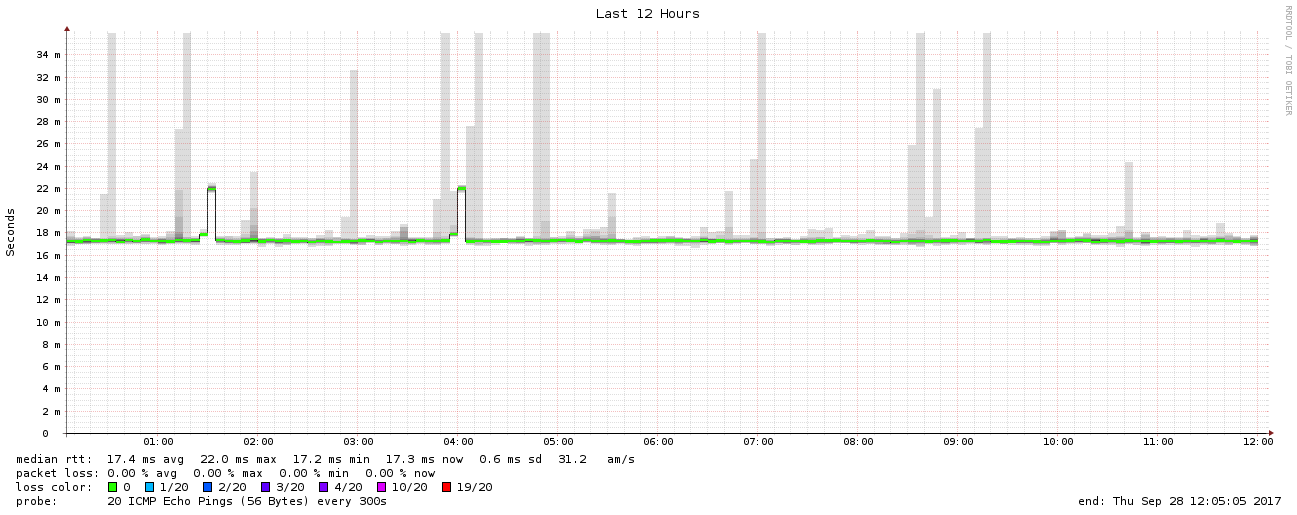 Last 12 Hours
RRDTOOL / TOBI OETIKER
Seconds
34 m
32 m
30 m
28 m
26 m
24 m
22 m
20 m
18 m
16 m
14 m
12 m
10 m
8 m
6 m
4 m
2 m
0
01:00 02:00 03:00 04:00 05:00 06:00 07:00 08:00 09:00 10:00 11:00 12:00
median rtt: 17.4 ms avg 22.0 ms max 17.2 ms min 17.3 ms now 0.6 ms sd 31.2 am/s
packet loss: 0.00 % avg 0.00 % max 0.00 % min 0.00 % now
loss color: 0 1/20 2/20 3/20 4/20 10/20 19/20
probe: 20 ICMP Echo Pings (56 Bytes) every 300s end: Thu Sep 28 12:05:05 2017